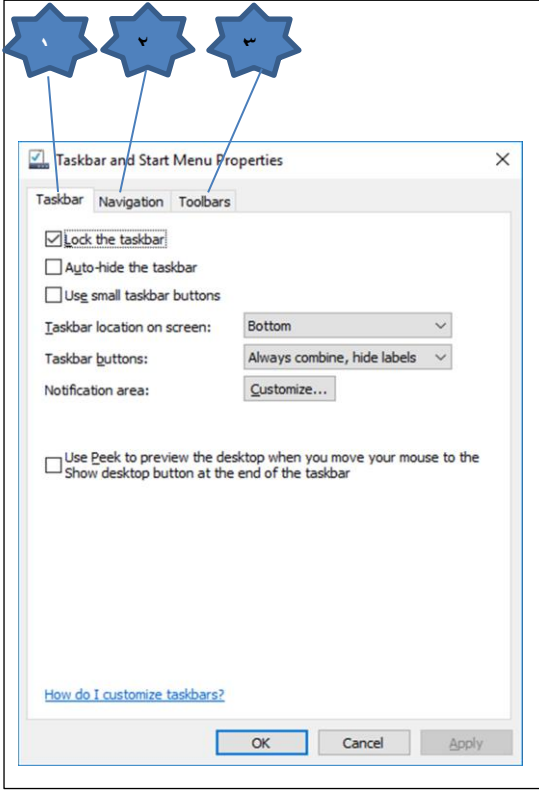 ١ ٢ ٣
Taskbar and Start Menu Properties
Taskbar Navigation Toolbars
Lock the taskbar
Auto-hide the taskbar
Use small taskbar buttons
Taskbar location on screen: Bottom
Taskbar buttons: Always combine, hide labels
Notification area: Customize...
Use Peek to preview the desktop when you move your mouse to the
Show desktop button at the end of the taskbar
How do I customize taskbars?
OK Cancel Apply